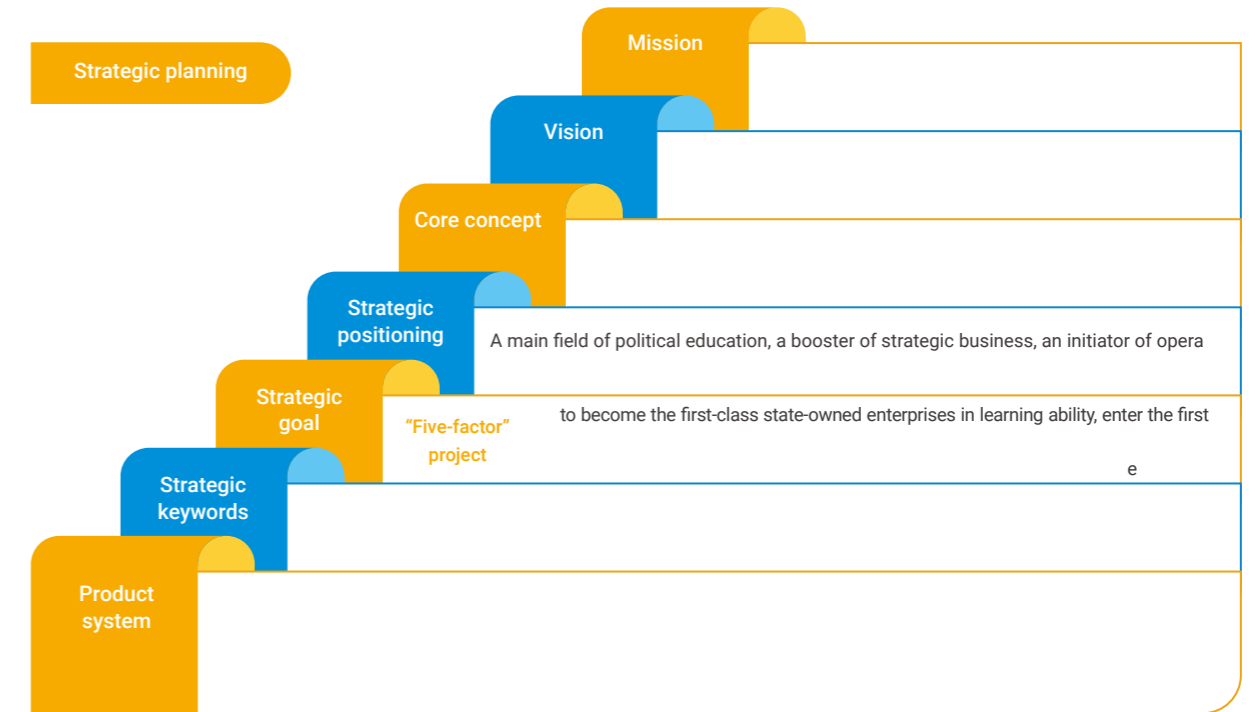 Strategic planning
Mission
Vision
Core concept
Strategic
positioning
A main field of political education, a booster of strategic business, an initiator of opera
Strategic
goal
“Five-factor”
project
to become the first-class state-owned enterprises in learning ability, enter the first
e
Strategic
keywords
Product
system